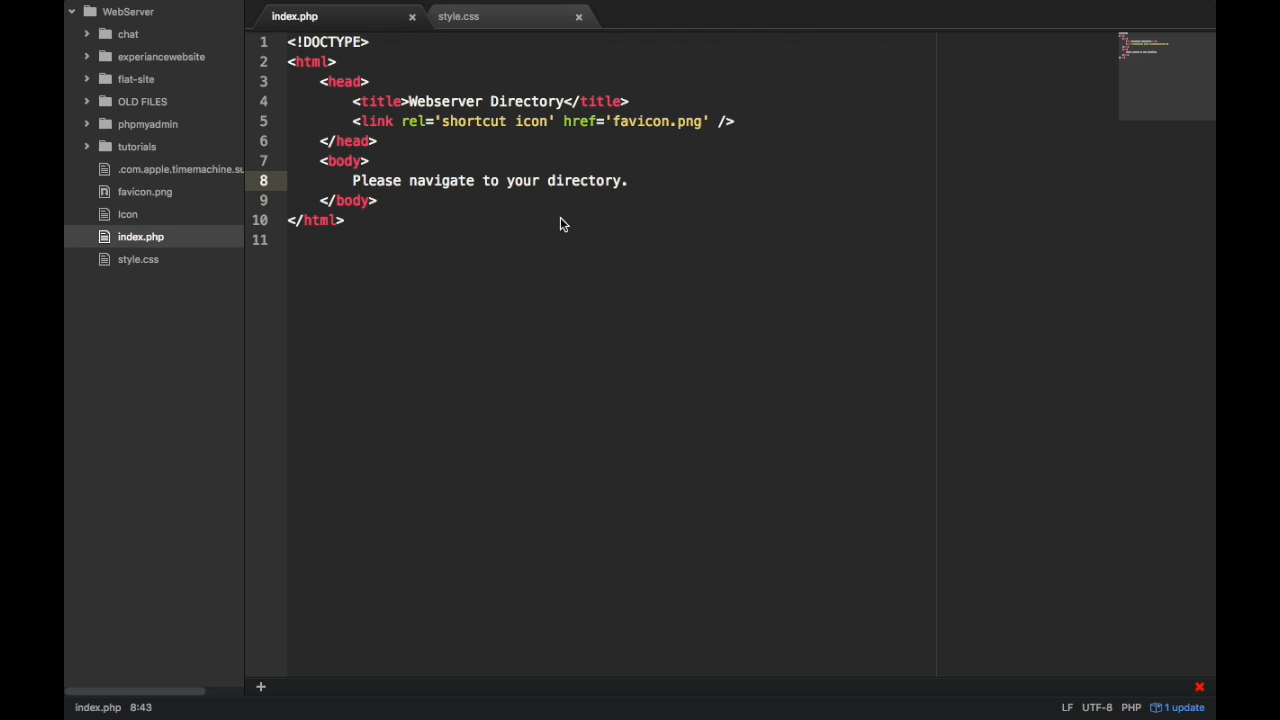 WebServer
chat
experiancewebsite
flat-site
OLD FILES
phpmyadmin
tutorials
.com.apple.timemachine.su
favicon.png
Icon
index.php
style.css
index.php
style.css
1 <!DOCTYPE>
2 <html>
3 <head>
4 <title>Webserver Directory</title>
5 <link rel='shortcut icon' href='favicon.png' />
6 </head>
7 <body>
8 Please navigate to your directory.
9 </body>
10 </html>
11
index.php 8:43
LF UTF-8 PHP 1 update